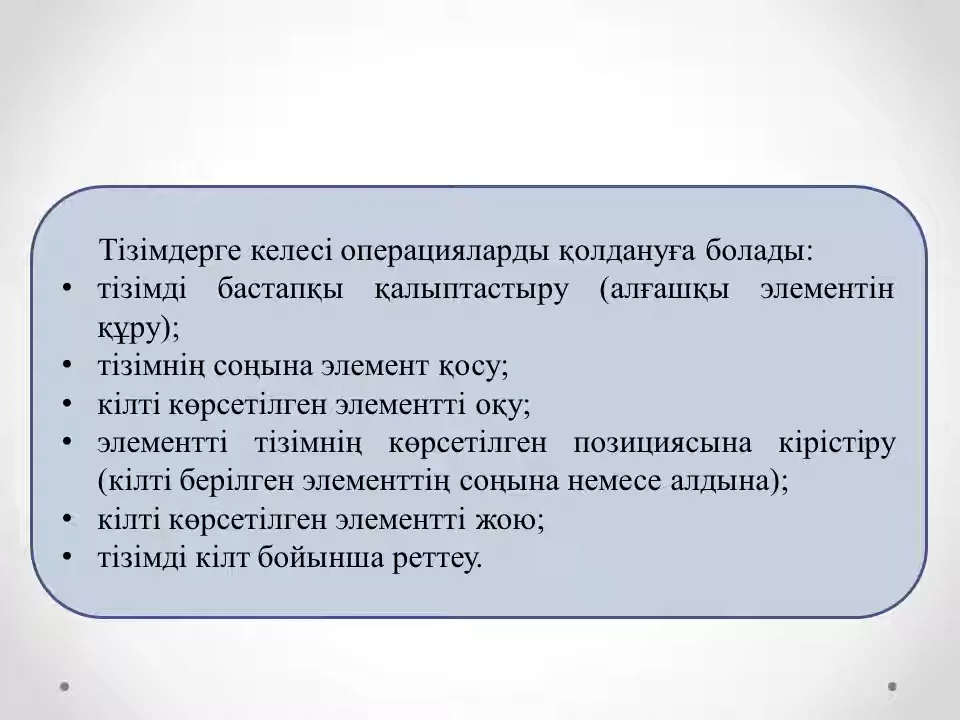 Тізімдерге келесі операцияларды қолдануға болады:
• тізімді бастапқы қалыптастыру (алғашқы элементін
құру);
• тізімнің соңына элемент қосу;
• кілті көрсетілген элементті оқу;
• элементті тізімнің көрсетілген позициясына кірістіру
(кілті берілген элементтің соңына немесе алдына);
• кілті көрсетілген элементті жою;
• тізімді кілт бойынша реттеу.